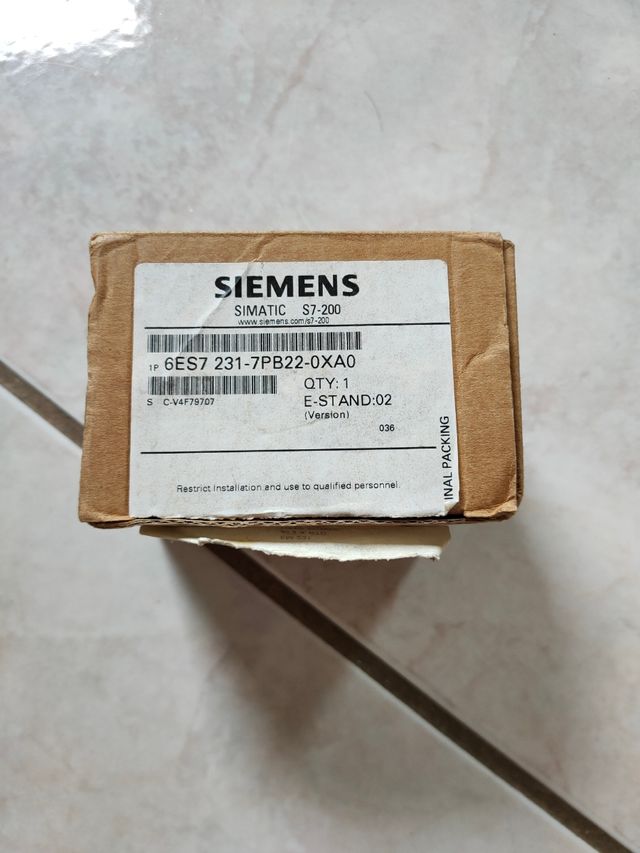 SIEMENS
SIMATIC S7-200
www.siemens.com/s7-200
1P 6ES7 231-7PB22-0XA0
QTY: 1
S C-V4F79707
E-STAND:02
(Version)
036
Restrict installation and use to qualified personnel.
INAL PACKING